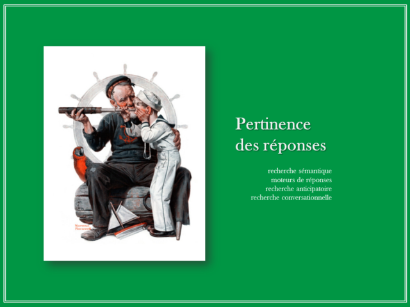 Pertinence
des réponses
recherche sémantique
moteurs de réponses
recherche anticipatoire
recherche conversationnelle